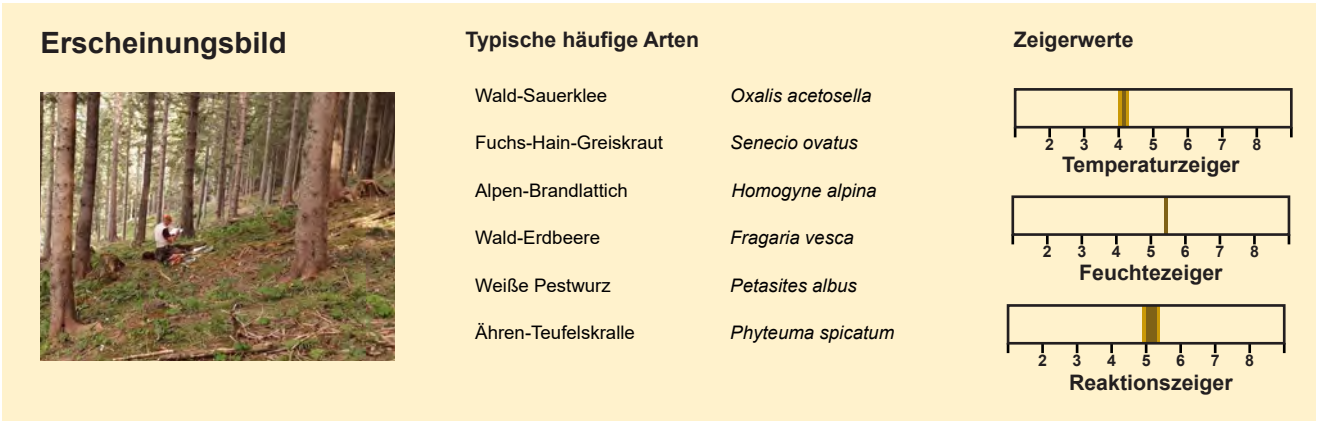 Erscheinungsbild
Typische häufige Arten
Wald-Sauerklee Oxalis acetosella
Fuchs-Hain-Greiskraut Senecio ovatus
Alpen-Brandlattich Homogyne alpina
Wald-Erdbeere Fragaria vesca
Weiße Pestwurz Petasites albus
Ähren-Teufelskralle Phyteuma spicatum
Zeigerwerte
2 3 4 5 6 7 8
Temperaturzeiger
2 3 4 5 6 7 8
Feuchtezeiger
2 3 4 5 6 7 8
Reaktionszeiger